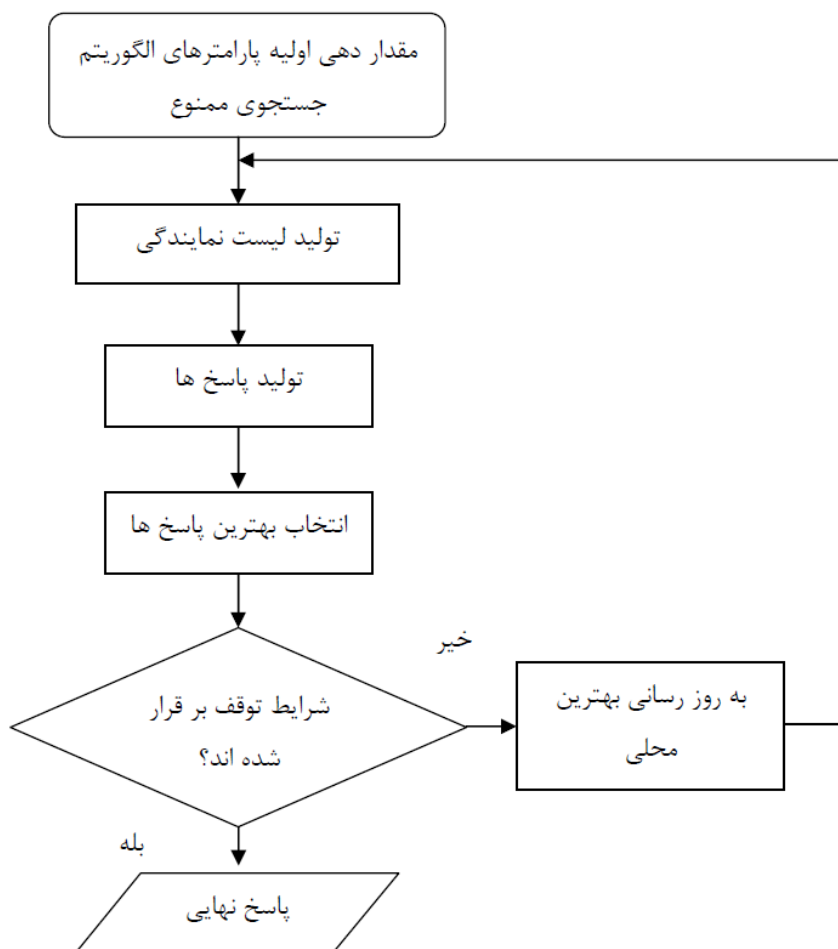 مقدار دهی اولیه پارامترهای الگوریتم
جستجوی ممنوع
تولید لیست نمایندگی
تولید پاسخ ها
انتخاب بهترین پاسخ ها
شرایط توقف بر قرار
شده اند؟
خیر
به روز رسانی بهترین
محلی
بله
پاسخ نهایی